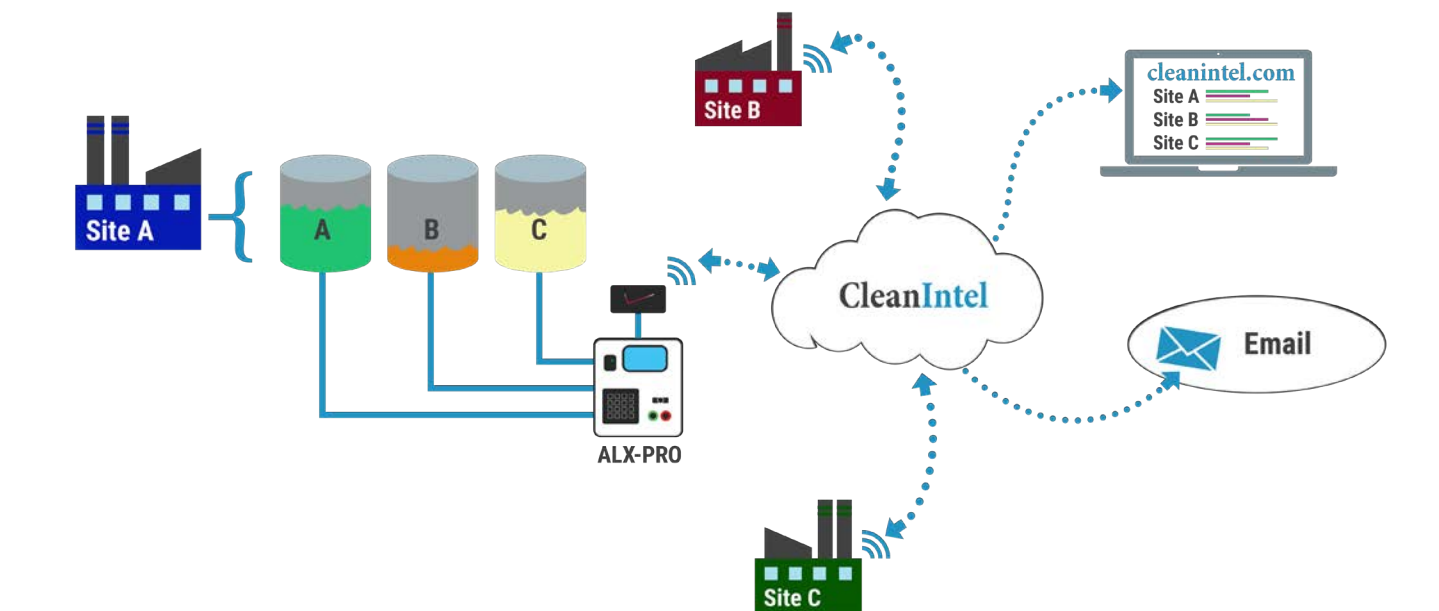 Site B
cleanintel.com
Site A
Site B
Site C
Site A
A
B
C
CleanIntel
Email
ALX-PRO
Site C